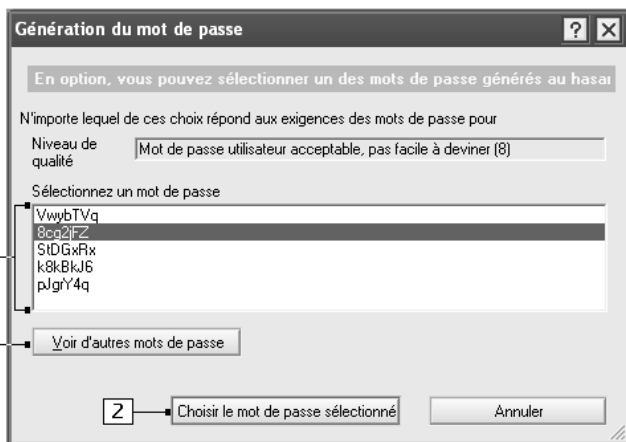 Génération du mot de passe
En option, vous pouvez sélectionner un des mots de passe générés au hasar
N'importe lequel de ces choix répond aux exigences des mots de passe pour
Niveau de qualité
Mot de passe utilisateur acceptable, pas facile à deviner (8)
Sélectionnez un mot de passe
VwybTVq
8cg2jFZ
StDGxRx
k8kBkJ6
pJgrY4q
Voir d'autres mots de passe
2
Choisir le mot de passe sélectionné
Annuler